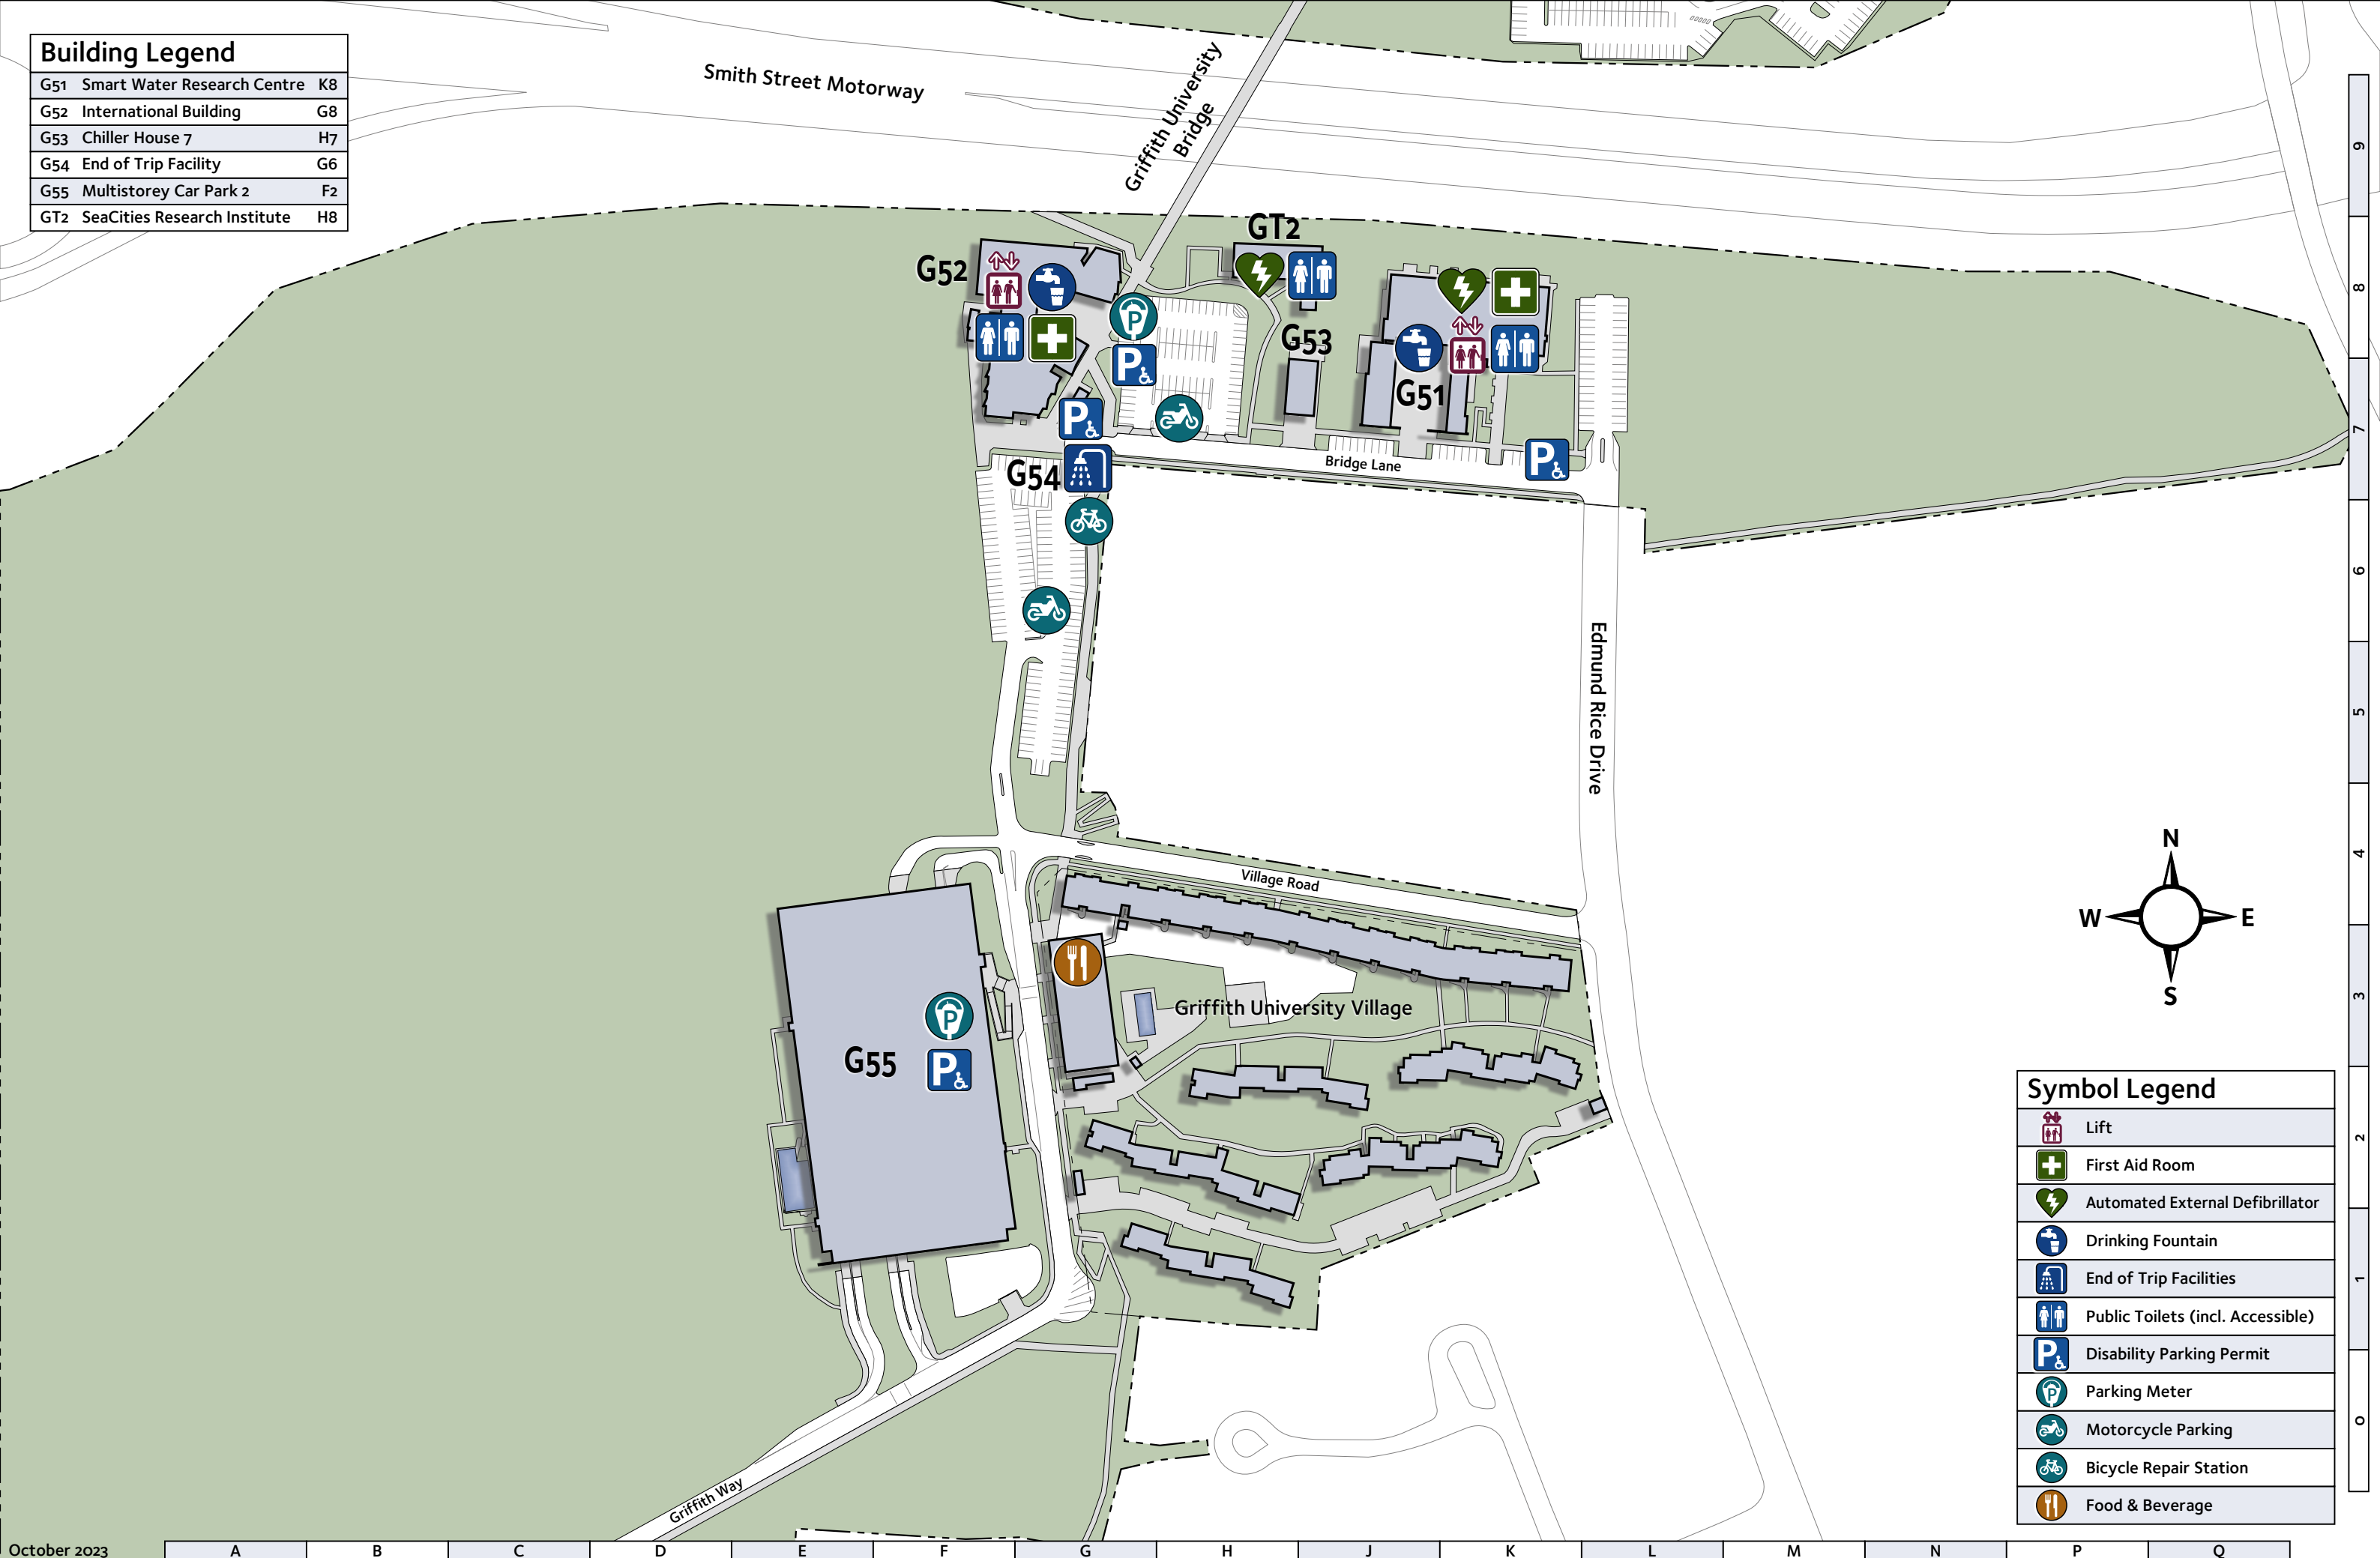 Building Legend
G51 Smart Water Research Centre K8
G52 International Building G8
G53 Chiller House 7 H7
G54 End of Trip Facility G6
G55 Multistorey Car Park 2 F2
GT2 SeaCities Research Institute H8
Smith Street Motorway
Griffith University
Bridge
9
8
7
6
5
4
3
2
1
0
GT2
G52
G53
G51
G54
Bridge Lane
Edmund Rice Drive
Village Road
Griffith University Village
G55
Griffith Way
N
W
E
S
Symbol Legend
Lift
First Aid Room
Automated External Defibrillator
Drinking Fountain
End of Trip Facilities
Public Toilets (incl. Accessible)
P Disability Parking Permit
P Parking Meter
Motorcycle Parking
Bicycle Repair Station
Food & Beverage
P
P
P
P
P
P
October 2023
A B C D E F G H J K L M N P Q